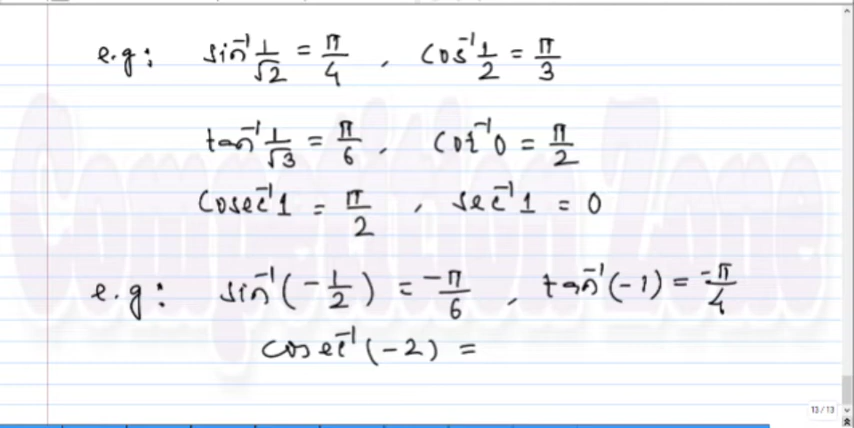 e.g: sin⁻¹ 1/√2 = π/4 , cos⁻¹ 1/2 = π/3
tan⁻¹ 1/√3 = π/6 , cot⁻¹ 0 = π/2
cosec⁻¹ 1 = π/2 , sec⁻¹ 1 = 0
e.g: sin⁻¹(-1/2) = -π/6 , tan⁻¹(-1) = -π/4
cosec⁻¹(-2) =
Competition Zone
13 / 13